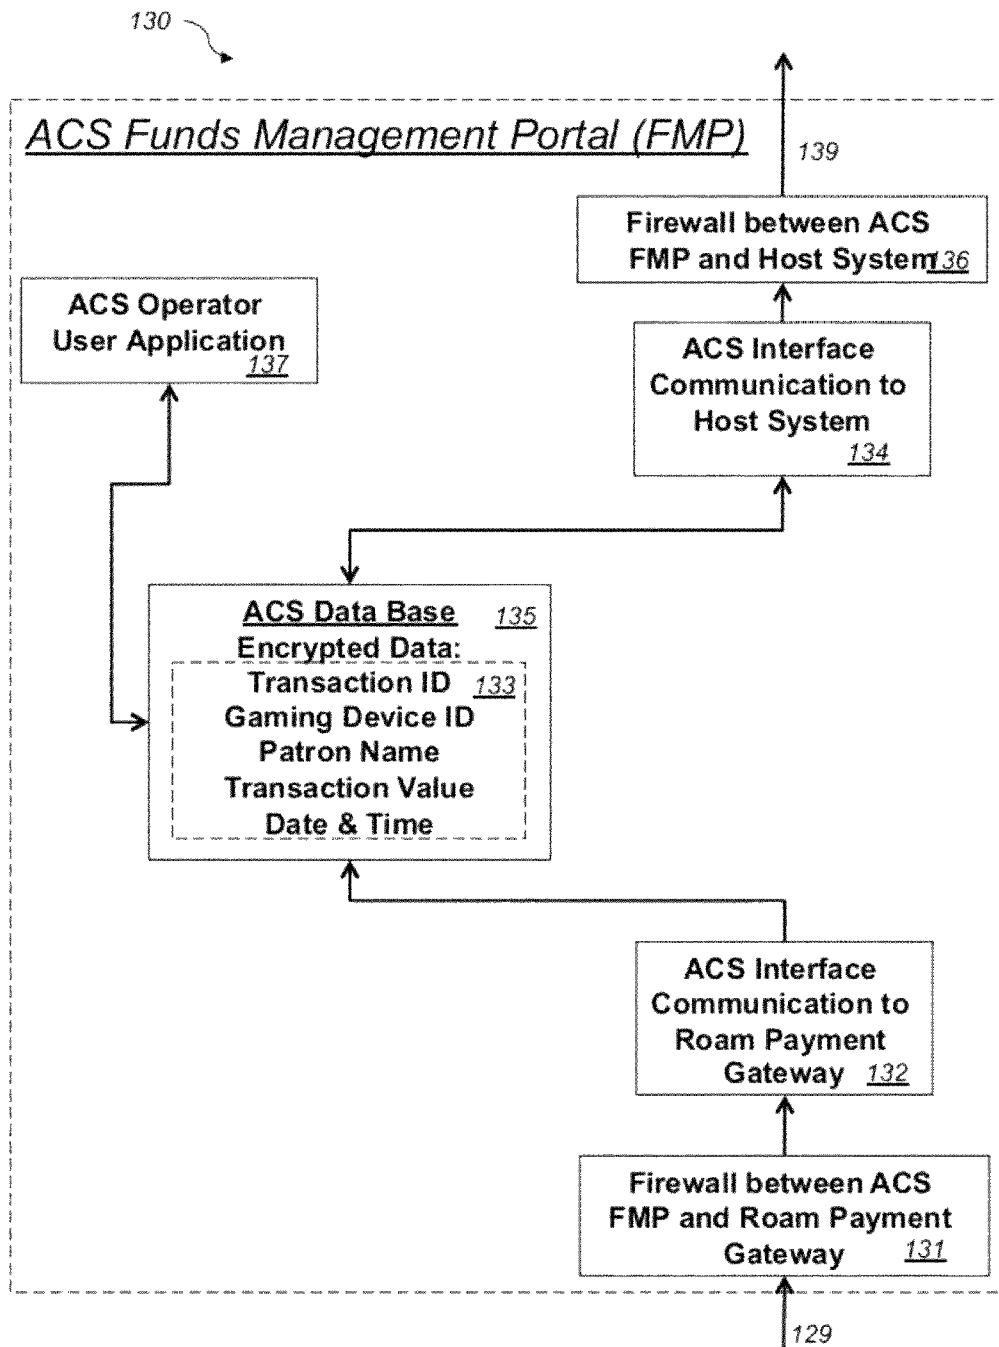 130
ACS Funds Management Portal (FMP)
139
Firewall between ACS
FMP and Host System 136
ACS Operator
User Application
137
ACS Interface
Communication to
Host System
134
ACS Data Base 135
Encrypted Data:
Transaction ID 133
Gaming Device ID
Patron Name
Transaction Value
Date & Time
ACS Interface
Communication to
Roam Payment
Gateway 132
Firewall between ACS
FMP and Roam Payment
Gateway 131
129